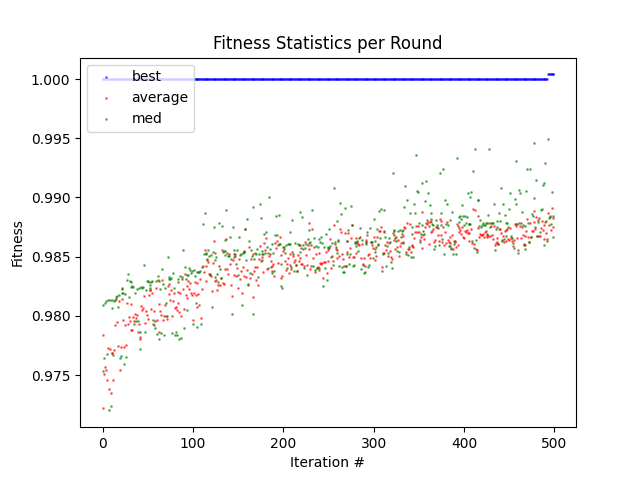 Fitness Statistics per Round
best
average
med
1.000
0.995
0.990
0.985
0.980
0.975
Fitness
0
100
200
300
400
500
Iteration #